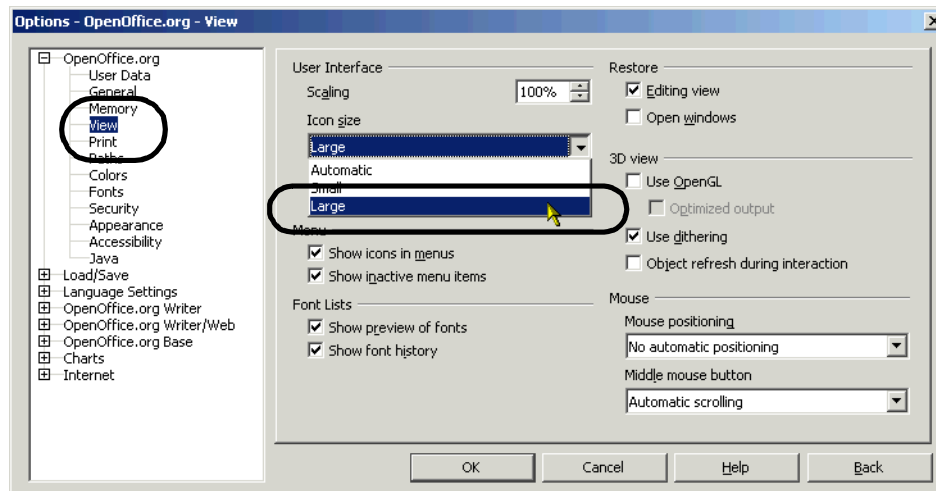 Options - OpenOffice.org - View
OpenOffice.org
User Data
General
Memory
View
Print
Paths
Colors
Fonts
Security
Appearance
Accessibility
Java
Load/Save
Language Settings
OpenOffice.org Writer
OpenOffice.org Writer/Web
OpenOffice.org Base
Charts
Internet
User Interface
Scaling
100%
Icon size
Large
Automatic
Small
Large
Menu
Show icons in menus
Show inactive menu items
Font Lists
Show preview of fonts
Show font history
Restore
Editing view
Open windows
3D view
Use OpenGL
Optimized output
Use dithering
Object refresh during interaction
Mouse
Mouse positioning
No automatic positioning
Middle mouse button
Automatic scrolling
OK
Cancel
Help
Back